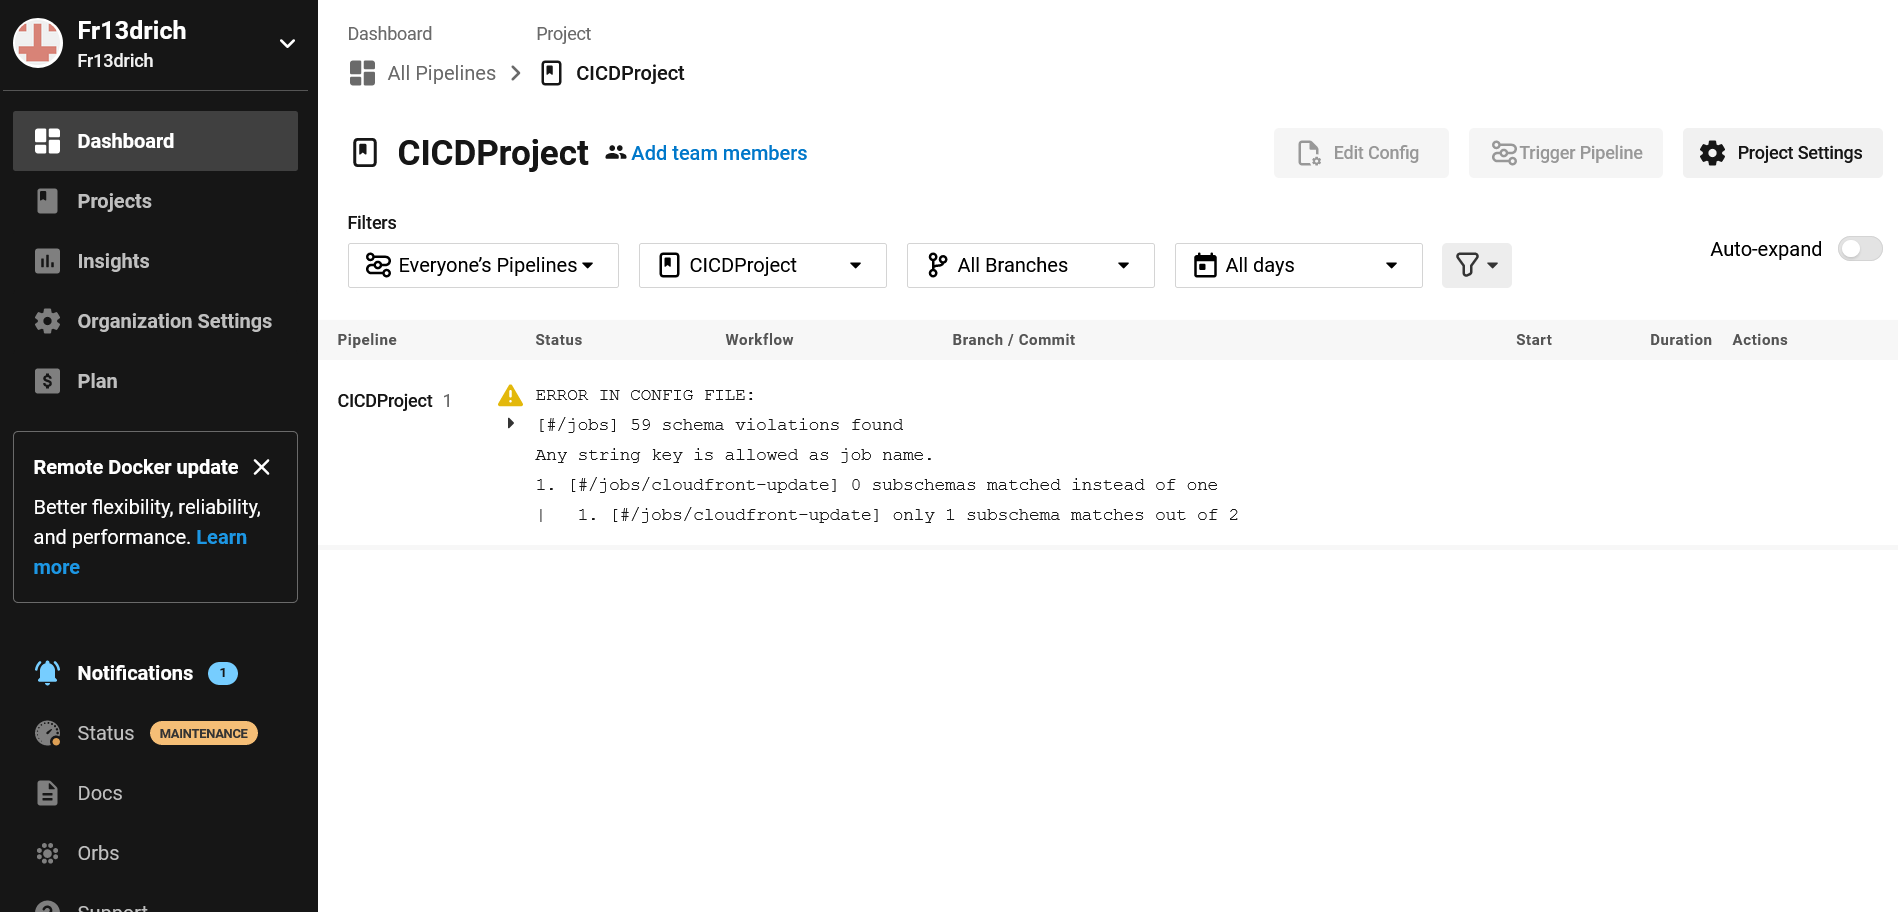 Fr13drich
Fr13drich
Dashboard
Projects
Insights
Organization Settings
Plan
Remote Docker update
Better flexibility, reliability,
and performance. Learn
more
Notifications 1
Status MAINTENANCE
Docs
Orbs
Support
Dashboard Project
All Pipelines CICDProject
CICDProject Add team members
Edit Config Trigger Pipeline Project Settings
Filters
Everyone's Pipelines CICDProject All Branches All days
Auto-expand
Pipeline Status Workflow Branch / Commit Start Duration Actions
CICDProject 1
ERROR IN CONFIG FILE:
[#/jobs] 59 schema violations found
Any string key is allowed as job name.
1. [#/jobs/cloudfront-update] 0 subschemas matched instead of one
| 1. [#/jobs/cloudfront-update] only 1 subschema matches out of 2